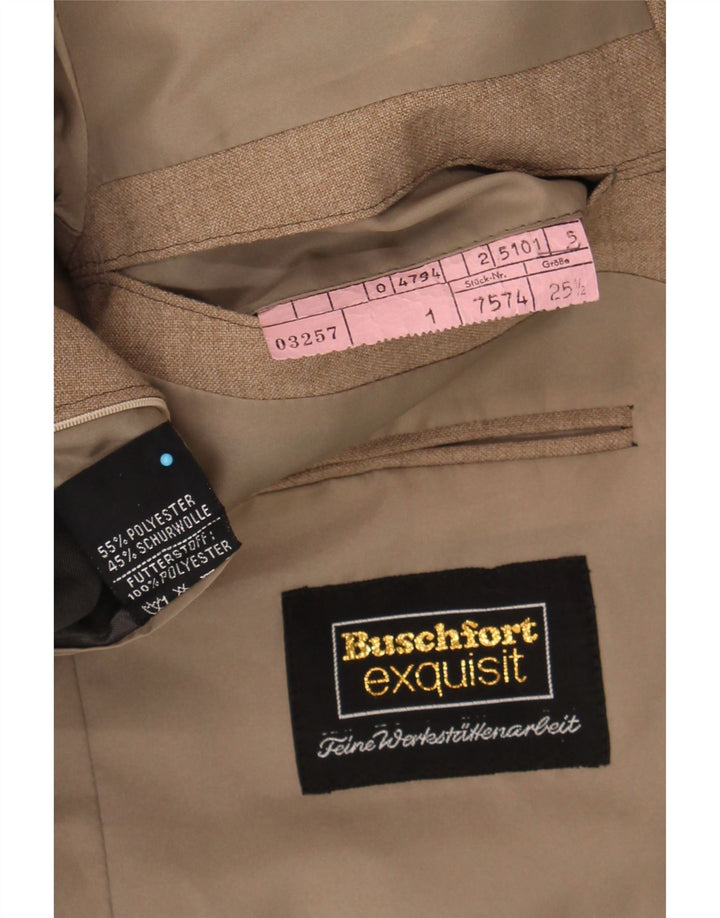 0 4794 2 5101 5
Stück-Nr. Größe
03257 1 7574 25½
55% POLYESTER
45% SCHURWOLLE
FUTTERSTOFF:
100% POLYESTER
Buschfort
exquisit
Feine Werkstättenarbeit